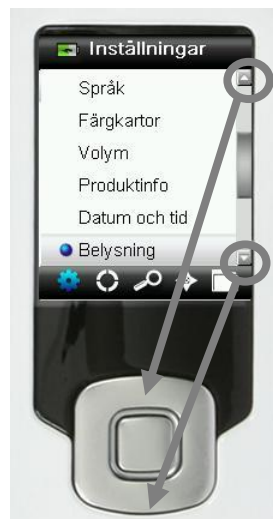 Inställningar
Språk
Färgkartor
Volym
Produktinfo
Datum och tid
Belysning